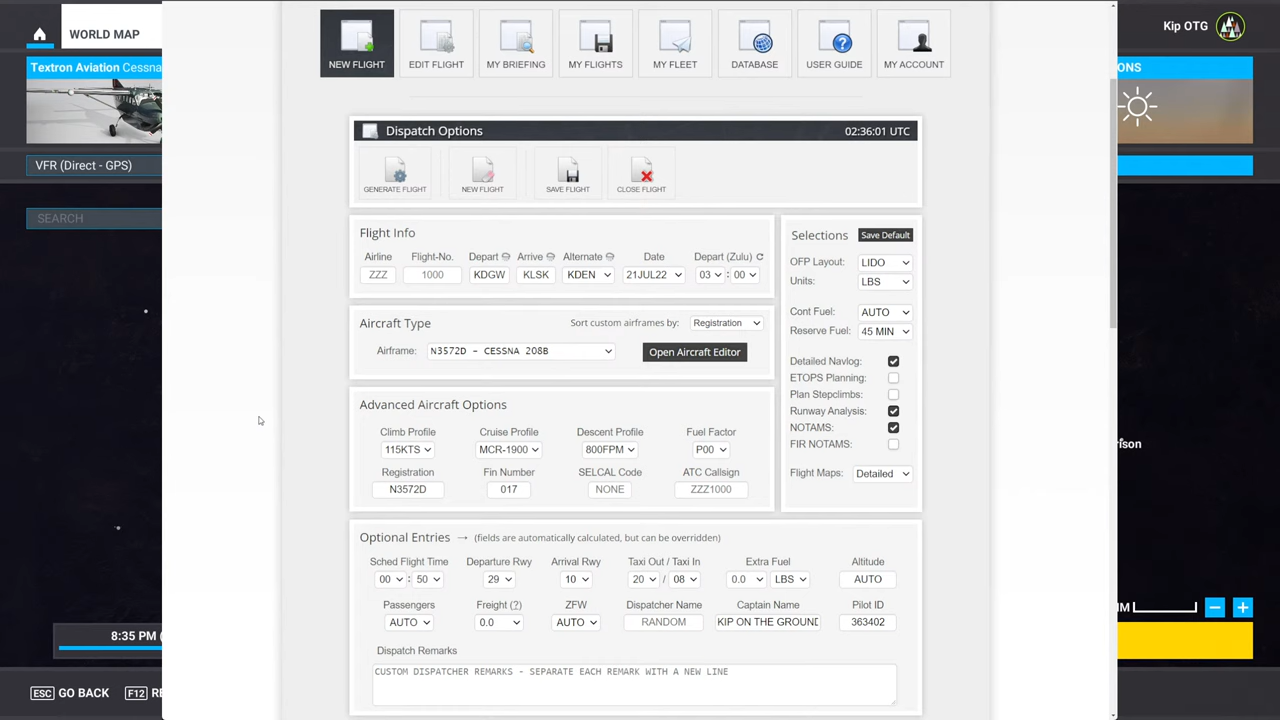 WORLD MAP
Kip OTG
Textron Aviation Cessna
ONS
VFR (Direct - GPS)
SEARCH
NEW FLIGHT
EDIT FLIGHT
MY BRIEFING
MY FLIGHTS
MY FLEET
DATABASE
USER GUIDE
MY ACCOUNT
Dispatch Options
02:36:01 UTC
GENERATE FLIGHT
NEW FLIGHT
SAVE FLIGHT
CLOSE FLIGHT
Flight Info
Airline Flight-No. Depart Arrive Alternate Date Depart (Zulu)
ZZZ 1000 KDGW KLSK KDEN 21JUL22 03 : 00
Aircraft Type Sort custom airframes by: Registration
Airframe: N3572D - CESSNA 208B Open Aircraft Editor
Advanced Aircraft Options
Climb Profile Cruise Profile Descent Profile Fuel Factor
115KTS MCR-1900 800FPM P00
Registration Fin Number SELCAL Code ATC Callsign
N3572D 017 NONE ZZZ1000
Selections Save Default
OFP Layout: LIDO
Units: LBS
Cont Fuel: AUTO
Reserve Fuel: 45 MIN
Detailed Navlog:
ETOPS Planning:
Plan Stepclimbs:
Runway Analysis:
NOTAMS:
FIR NOTAMS:
Flight Maps: Detailed
Optional Entries → (fields are automatically calculated, but can be overridden)
Sched Flight Time Departure Rwy Arrival Rwy Taxi Out / Taxi In Extra Fuel Altitude
00 : 50 29 10 20 / 08 0.0 LBS AUTO
Passengers Freight (?) ZFW Dispatcher Name Captain Name Pilot ID
AUTO 0.0 AUTO RANDOM KIP ON THE GROUND 363402
Dispatch Remarks
CUSTOM DISPATCHER REMARKS - SEPARATE EACH REMARK WITH A NEW LINE
8:35 PM (
ESC GO BACK F12 RE